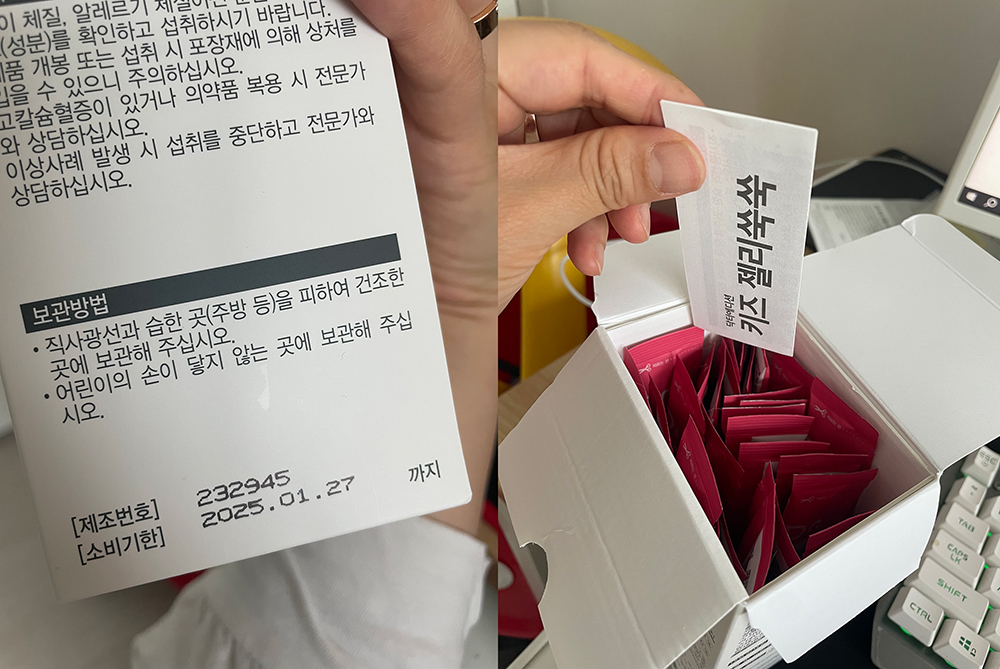 이 체질, 알레르기 체질이신
(성분)를 확인하고 섭취하시기 바랍니다.
제품 개봉 또는 섭취 시 포장재에 의해 상처를
입을 수 있으니 주의하십시오.
고칼슘혈증이 있거나 의약품 복용 시 전문가
와 상담하십시오.
이상사례 발생 시 섭취를 중단하고 전문가와
상담하십시오.
보관방법
• 직사광선과 습한 곳(주방 등)을 피하여 건조한
곳에 보관해 주십시오.
• 어린이의 손이 닿지 않는 곳에 보관해 주십
시오.
[제조번호] 232945
[소비기한] 2025.01.27 까지
닥터에디션
키즈 젤리쑥쑥
ESC
TAB
CAPS
LK
SHIFT
CTRL